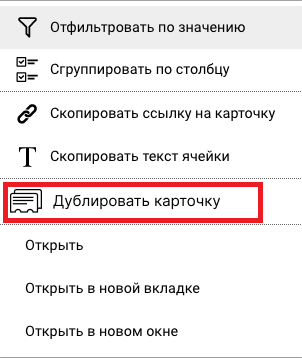 Отфильтровать по значению
Сгруппировать по столбцу
Скопировать ссылку на карточку
Скопировать текст ячейки
Дублировать карточку
Открыть
Открыть в новой вкладке
Открыть в новом окне